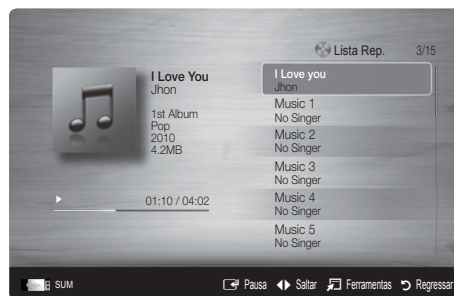 Lista Rep. 3/15
I Love You
Jhon
1st Album
Pop
2010
4.2MB
01:10 / 04:02
I Love you
Jhon
Music 1
No Singer
Music 2
No Singer
Music 3
No Singer
Music 4
No Singer
Music 5
No Singer
SUM Pausa Saltar Ferramentas Regressar